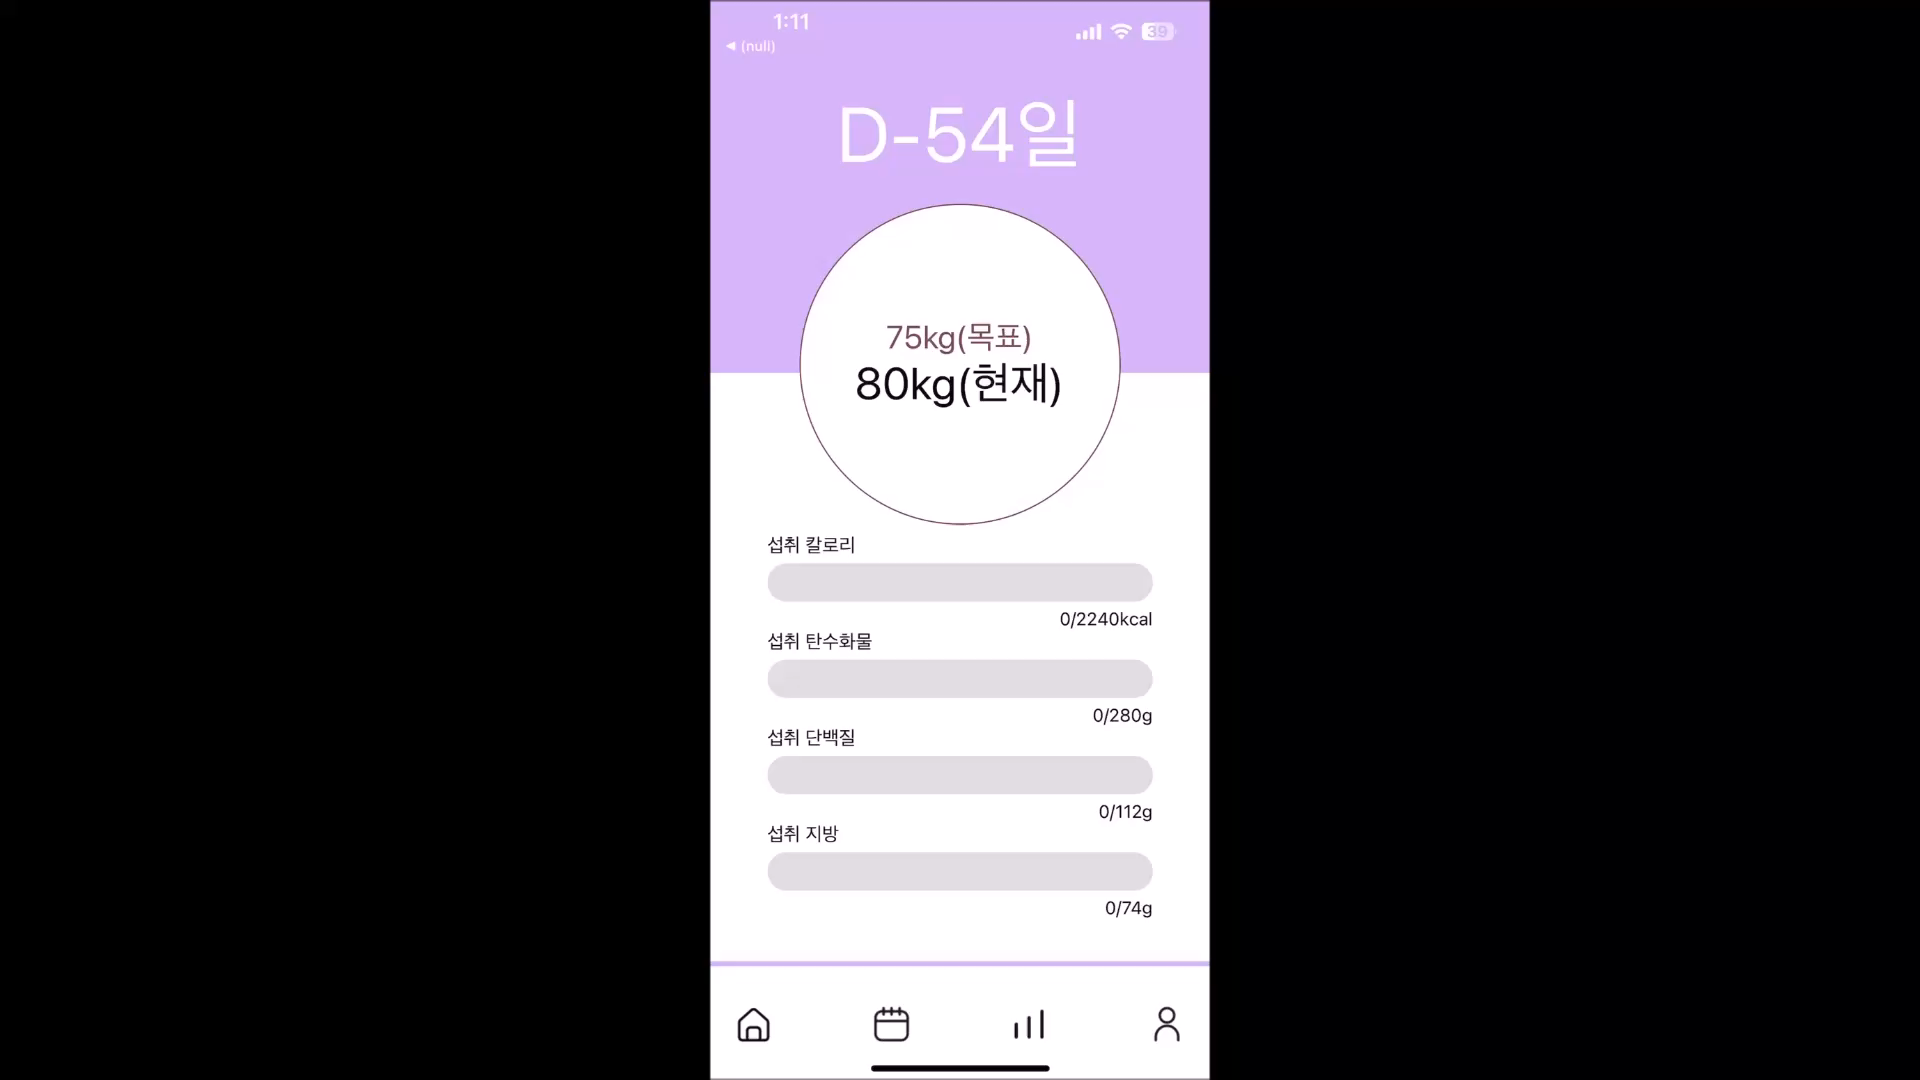 1:11
39
◀ (null)
D-54일
75kg(목표)
80kg(현재)
섭취 칼로리
0/2240kcal
섭취 탄수화물
0/280g
섭취 단백질
0/112g
섭취 지방
0/74g